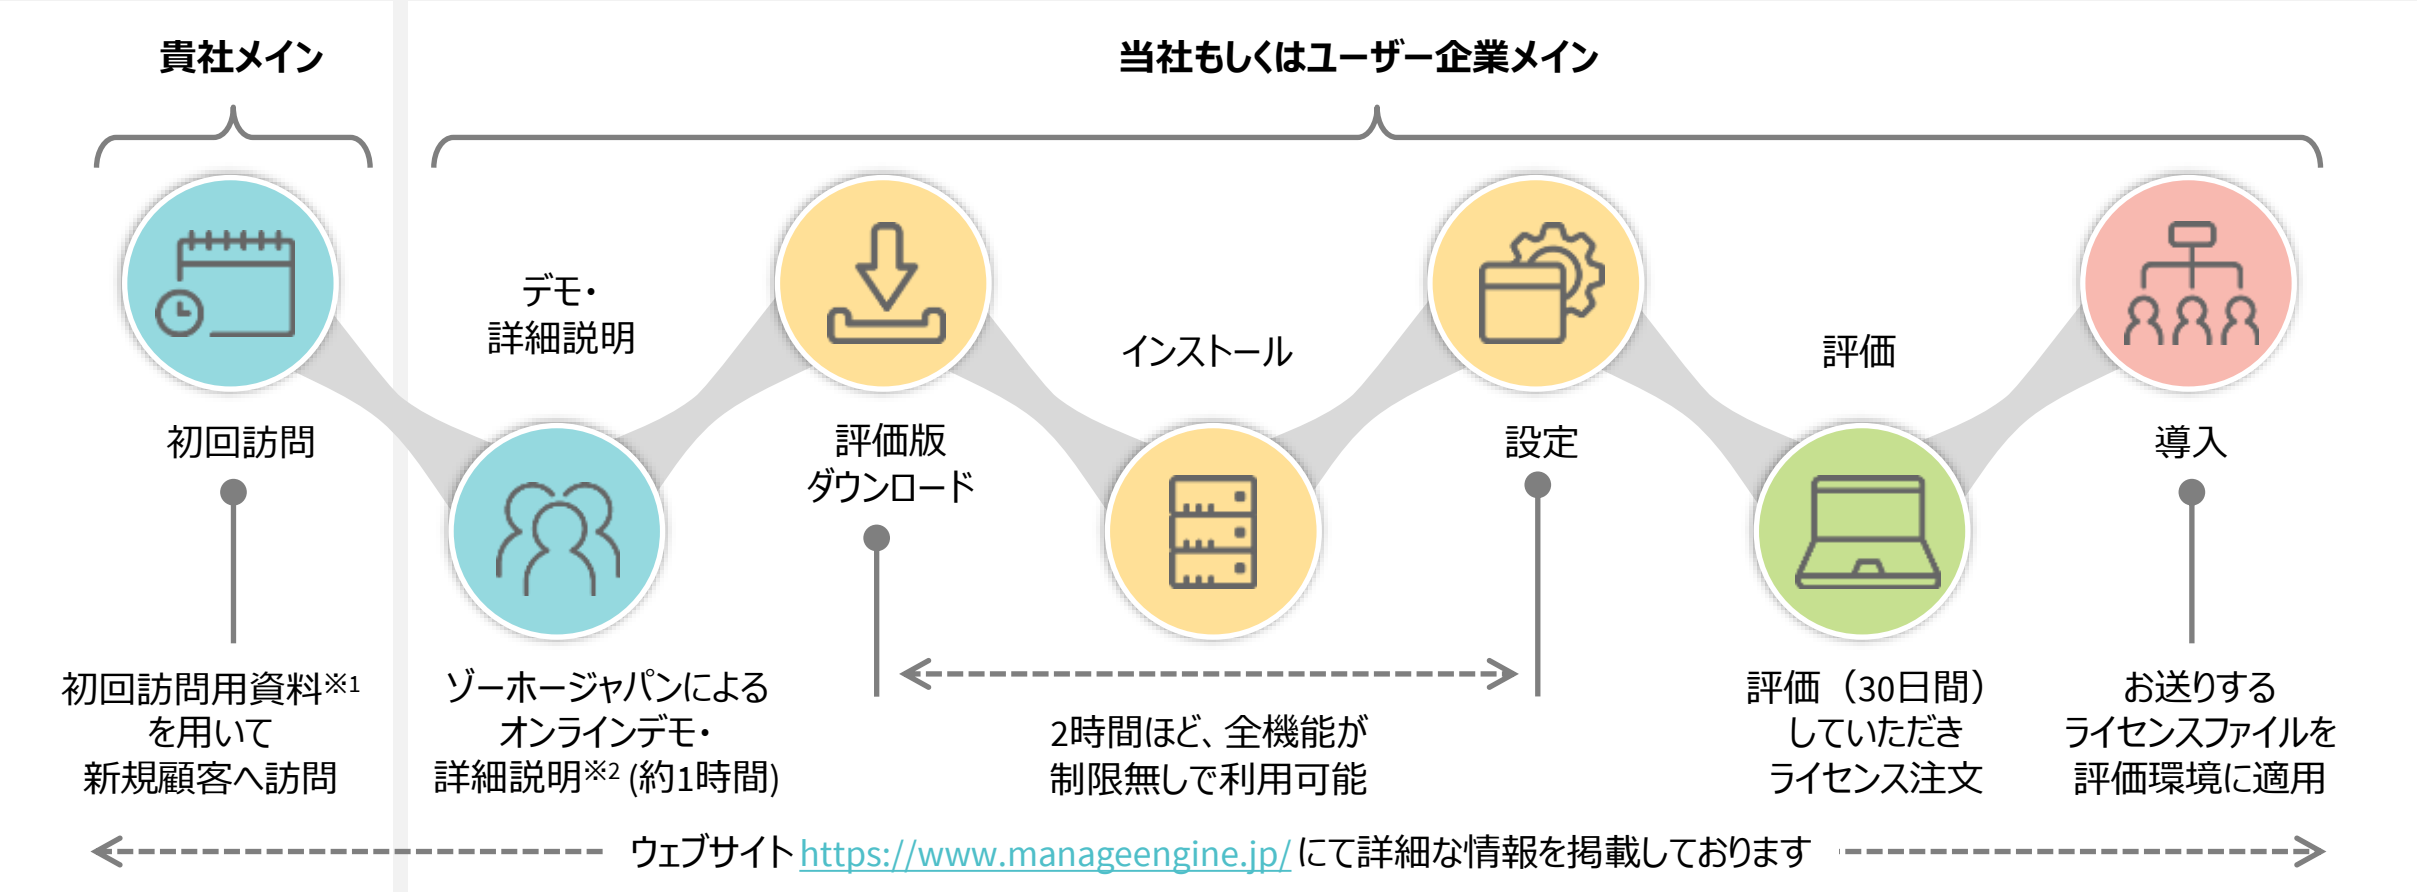 貴社メイン
当社もしくはユーザー企業メイン
初回訪問
デモ・
詳細説明
評価版
ダウンロード
インストール
設定
評価
導入
初回訪問用資料※1
を用いて
新規顧客へ訪問
ゾーホージャパンによる
オンラインデモ・
詳細説明※2 (約1時間)
2時間ほど、全機能が
制限無しで利用可能
評価（30日間）
していただき
ライセンス注文
お送りする
ライセンスファイルを
評価環境に適用
ウェブサイト https://www.manageengine.jp/ にて詳細な情報を掲載しております